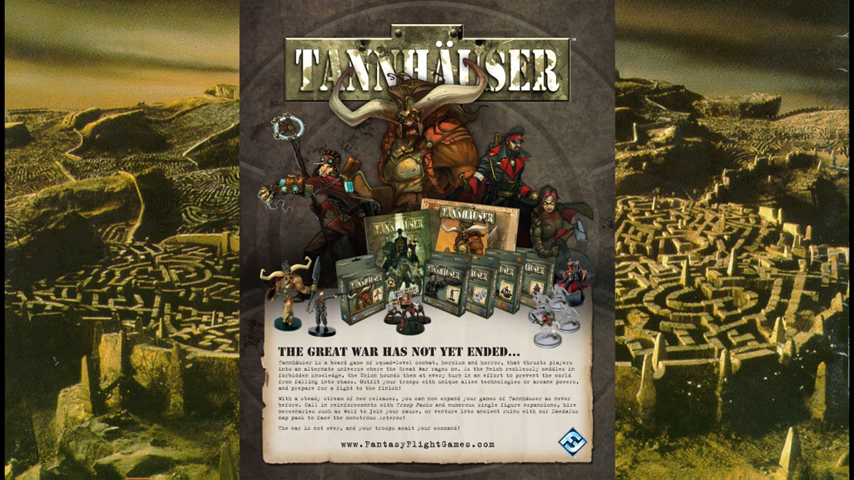 TANNHÄUSER
TANNHÄUSER
TANNHÄUSER
THE GREAT WAR HAS NOT YET ENDED...
Tannhäuser is a board game of squad-level combat, heroism and horror, that thrusts players
into an alternate universe where the Great War rages on. As the Reich recklessly meddles in
forbidden knowledge, the Union hounds them at every turn in an effort to prevent the world
from falling into chaos. Outfit your troops with unique alien technologies or arcane powers,
and prepare for a fight to the finish!
With a steady stream of new releases, you can now expand your games of Tannhäuser as never
before. Call in reinforcements with Troop Packs and numerous single figure expansions, hire
mercenaries such as Wolf to join your cause, or venture into ancient ruins with our Daedalus
map pack to face the monstrous Asteros!
The war is not over, and your troops await your command!
www.FantasyFlightGames.com